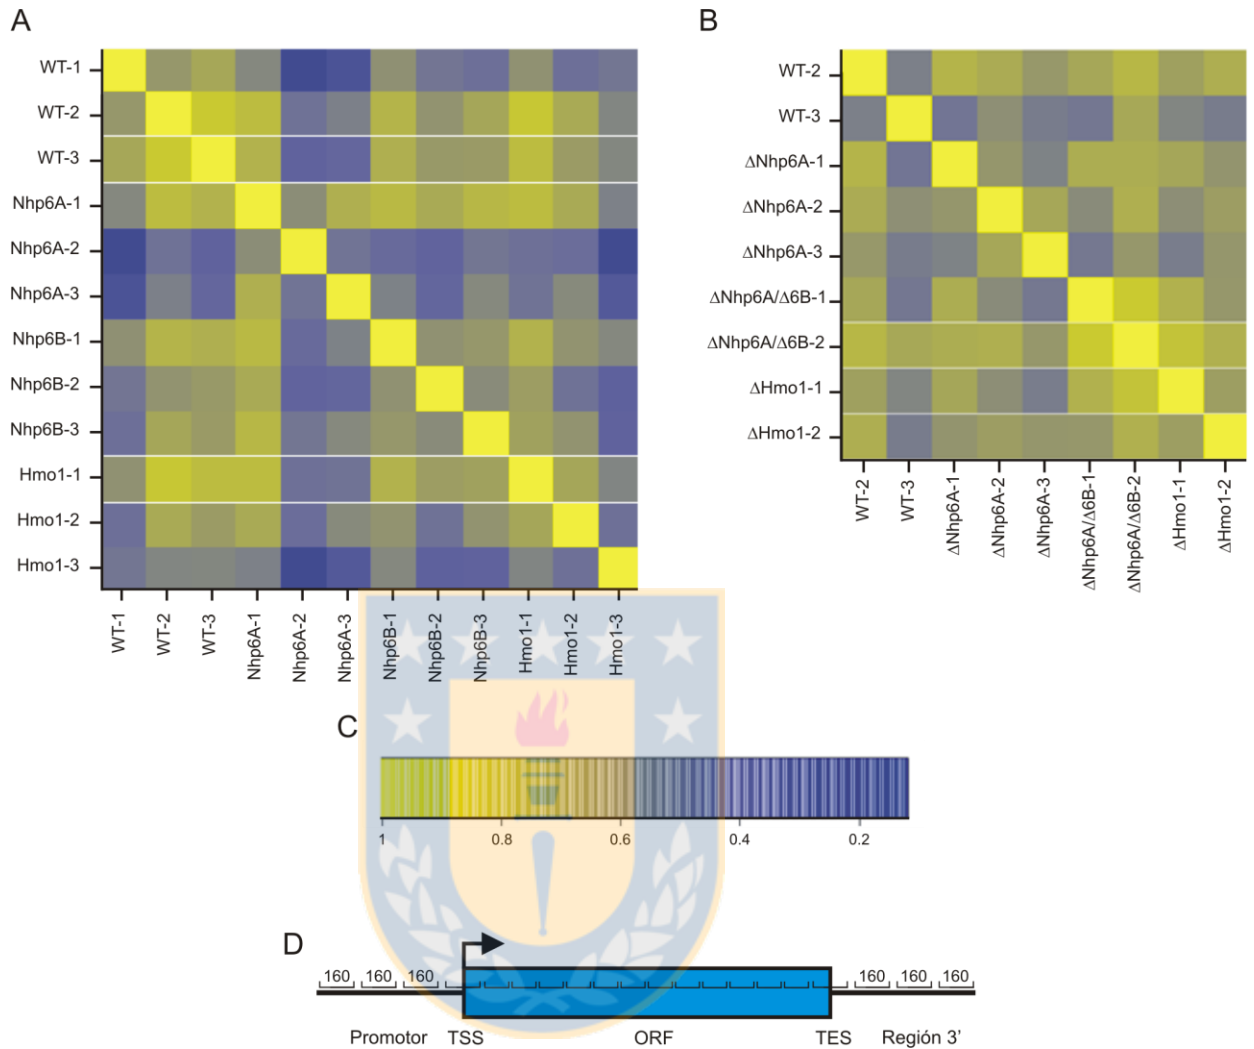 A
WT-1
WT-2
WT-3
Nhp6A-1
Nhp6A-2
Nhp6A-3
Nhp6B-1
Nhp6B-2
Nhp6B-3
Hmo1-1
Hmo1-2
Hmo1-3
WT-1
WT-2
WT-3
Nhp6A-1
Nhp6A-2
Nhp6A-3
Nhp6B-1
Nhp6B-2
Nhp6B-3
Hmo1-1
Hmo1-2
Hmo1-3
B
WT-2
WT-3
ΔNhp6A-1
ΔNhp6A-2
ΔNhp6A-3
ΔNhp6A/Δ6B-1
ΔNhp6A/Δ6B-2
ΔHmo1-1
ΔHmo1-2
WT-2
WT-3
ΔNhp6A-1
ΔNhp6A-2
ΔNhp6A-3
ΔNhp6A/Δ6B-1
ΔNhp6A/Δ6B-2
ΔHmo1-1
ΔHmo1-2
C
1 0.8 0.6 0.4 0.2
D
160 160 160 160 160 160
Promotor TSS ORF TES Región 3'